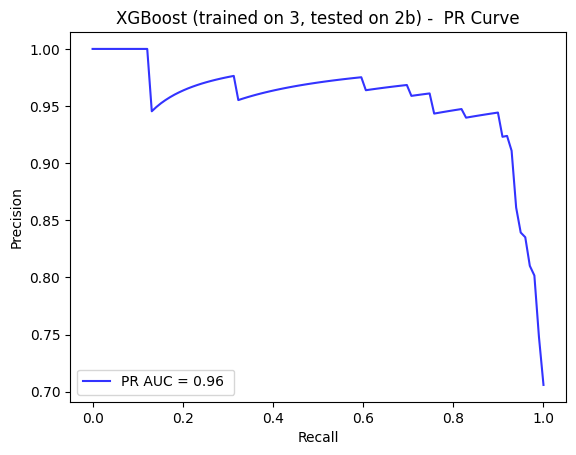 XGBoost (trained on 3, tested on 2b) -  PR Curve
1.00
0.95
0.90
0.85
0.80
0.75
0.70
Precision
PR AUC = 0.96
0.0 0.2 0.4 0.6 0.8 1.0
Recall